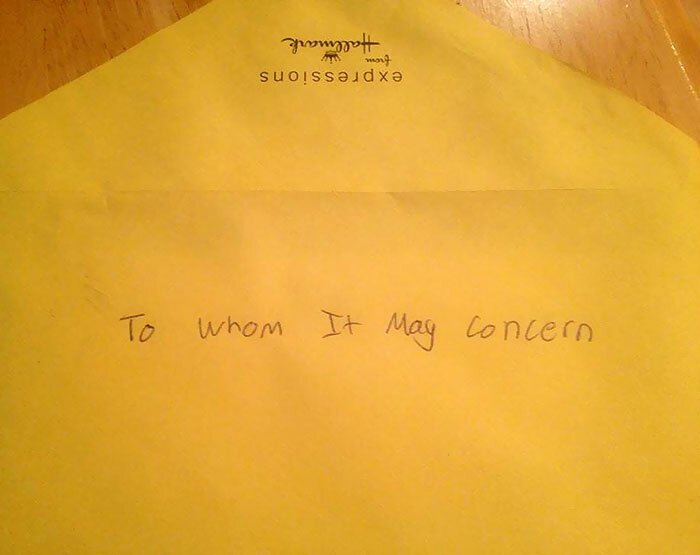 expressions
from
Hallmark
To Whom It May Concern